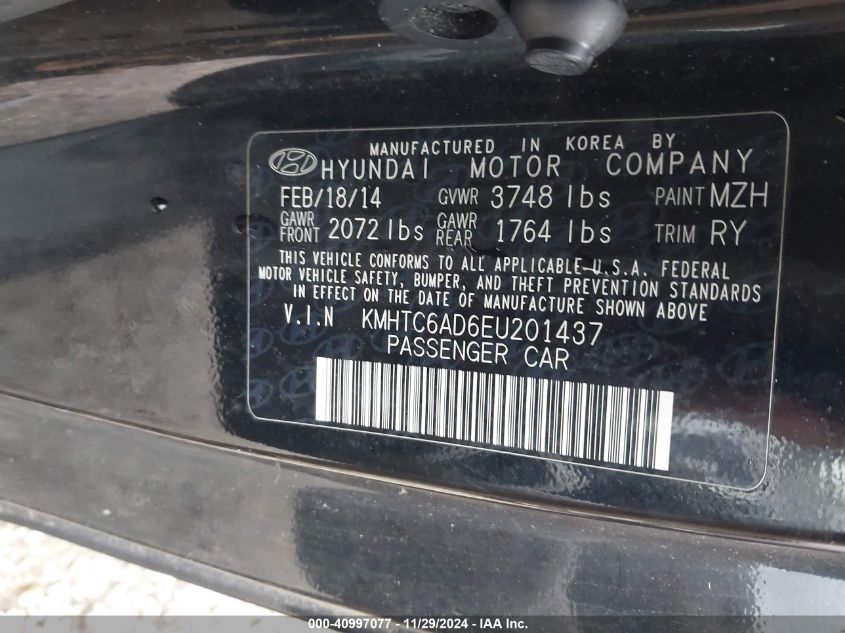 MANUFACTURED IN KOREA BY
HYUNDAI MOTOR COMPANY
FEB/18/14 GVWR 3748 lbs PAINT MZH
GAWR FRONT 2072 lbs GAWR REAR 1764 lbs TRIM RY
THIS VEHICLE CONFORMS TO ALL APPLICABLE U.S.A. FEDERAL
MOTOR VEHICLE SAFETY, BUMPER, AND THEFT PREVENTION STANDARDS
IN EFFECT ON THE DATE OF MANUFACTURE SHOWN ABOVE
V.I.N KMHTC6AD6EU201437
PASSENGER CAR
000-40997077 - 11/29/2024 - IAA Holdings, LLC.